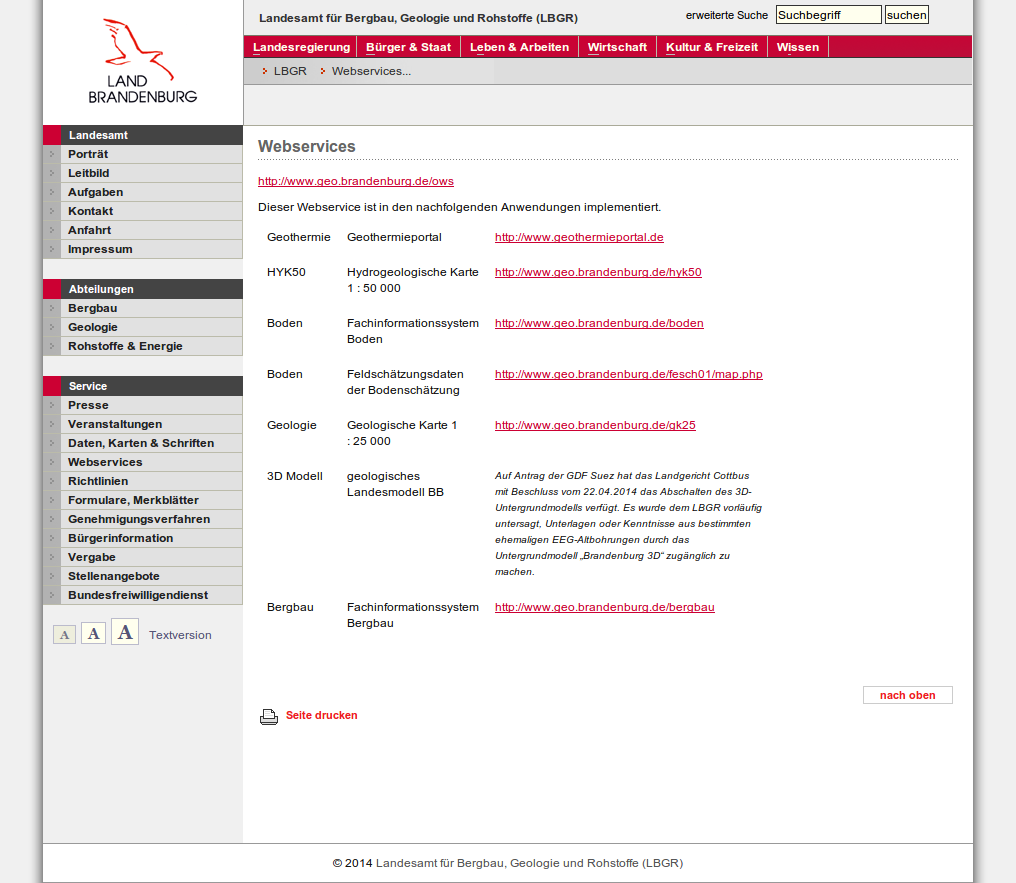 Landesamt für Bergbau, Geologie und Rohstoffe (LBGR)
erweiterte Suche Suchbegriff suchen
Landesregierung Bürger & Staat Leben & Arbeiten Wirtschaft Kultur & Freizeit Wissen
LBGR Webservices...
LAND
BRANDENBURG
Landesamt
Porträt
Leitbild
Aufgaben
Kontakt
Anfahrt
Impressum
Abteilungen
Bergbau
Geologie
Rohstoffe & Energie
Service
Presse
Veranstaltungen
Daten, Karten & Schriften
Webservices
Richtlinien
Formulare, Merkblätter
Genehmigungsverfahren
Bürgerinformation
Vergabe
Stellenangebote
Bundesfreiwilligendienst
A A A Textversion
Webservices
http://www.geo.brandenburg.de/ows
Dieser Webservice ist in den nachfolgenden Anwendungen implementiert.
Geothermie Geothermieportal http://www.geothermieportal.de
HYK50 Hydrogeologische Karte http://www.geo.brandenburg.de/hyk50
1 : 50 000
Boden Fachinformationssystem http://www.geo.brandenburg.de/boden
Boden
Boden Feldschätzungsdaten http://www.geo.brandenburg.de/fesch01/map.php
der Bodenschätzung
Geologie Geologische Karte 1 http://www.geo.brandenburg.de/gk25
: 25 000
3D Modell geologisches
Landesmodell BB
Auf Antrag der GDF Suez hat das Landgericht Cottbus
mit Beschluss vom 22.04.2014 das Abschalten des 3D-
Untergrundmodells verfügt. Es wurde dem LBGR vorläufig
untersagt, Unterlagen oder Kenntnisse aus bestimmten
ehemaligen EEG-Altbohrungen durch das
Untergrundmodell „Brandenburg 3D“ zugänglich zu
machen.
Bergbau Fachinformationssystem http://www.geo.brandenburg.de/bergbau
Bergbau
nach oben
Seite drucken
© 2014 Landesamt für Bergbau, Geologie und Rohstoffe (LBGR)